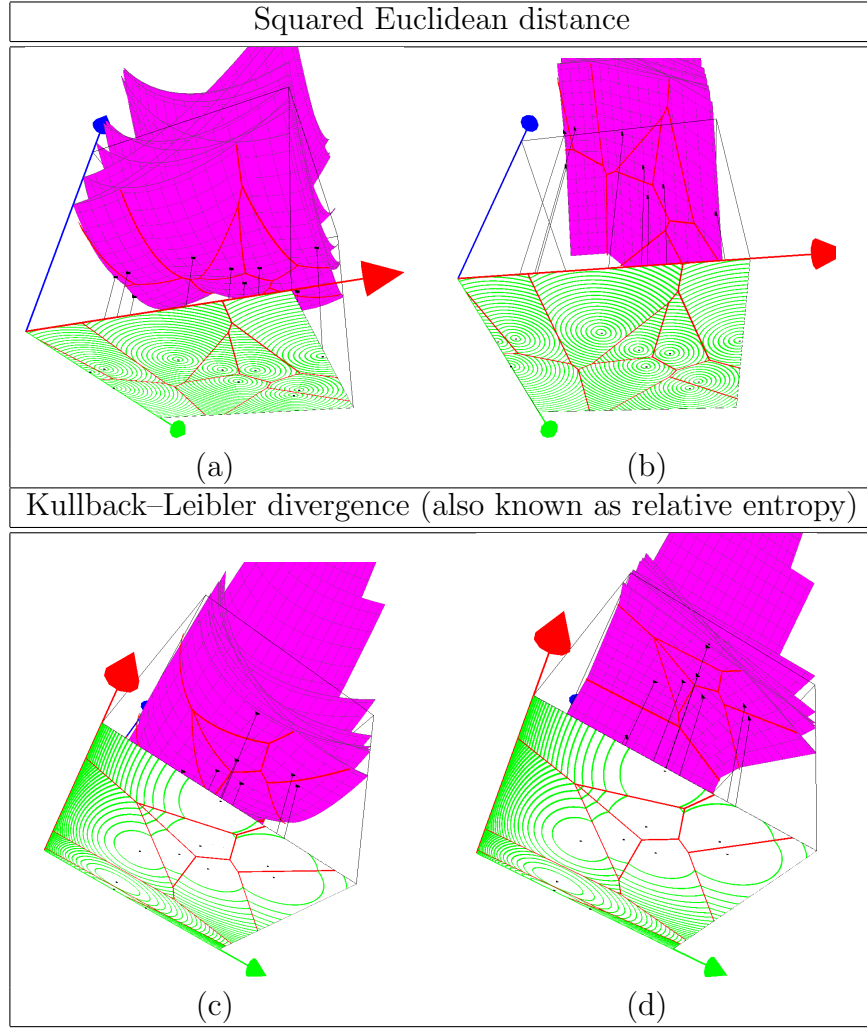 Squared Euclidean distance
(a) (b)
Kullback–Leibler divergence (also known as relative entropy)
(c) (d)